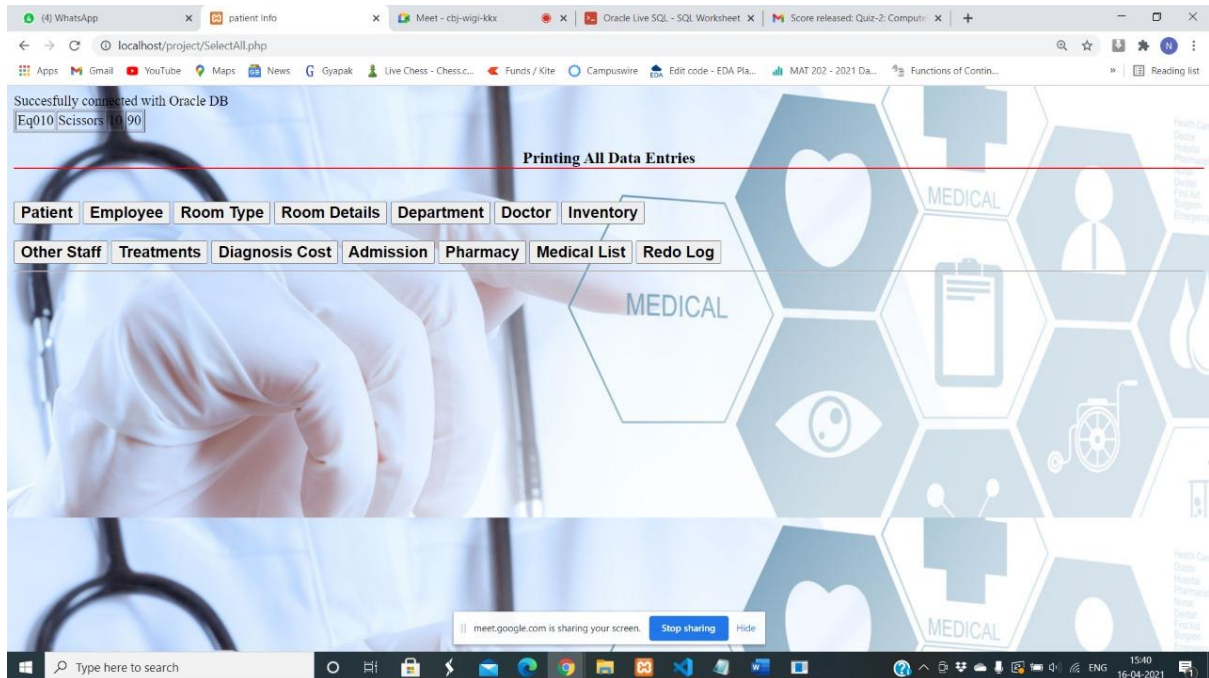 (4) WhatsApp
patient Info
Meet - cbj-wigi-kkx
Oracle Live SQL - SQL Worksheet
Score released: Quiz-2: Compute
localhost/project/SelectAll.php
N
Apps Gmail YouTube Maps News Gyapak Live Chess - Chess.c... Funds / Kite Campuswire Edit code - EDA Pla... MAT 202 - 2021 Da... Functions of Contin... » Reading list
Succesfully connected with Oracle DB
Eq010 Scissors 10 90
Printing All Data Entries
Patient Employee Room Type Room Details Department Doctor Inventory
Other Staff Treatments Diagnosis Cost Admission Pharmacy Medical List Redo Log
MEDICAL
MEDICAL
MEDICAL
meet.google.com is sharing your screen. Stop sharing Hide
Type here to search
ENG
15:40
16-04-2021